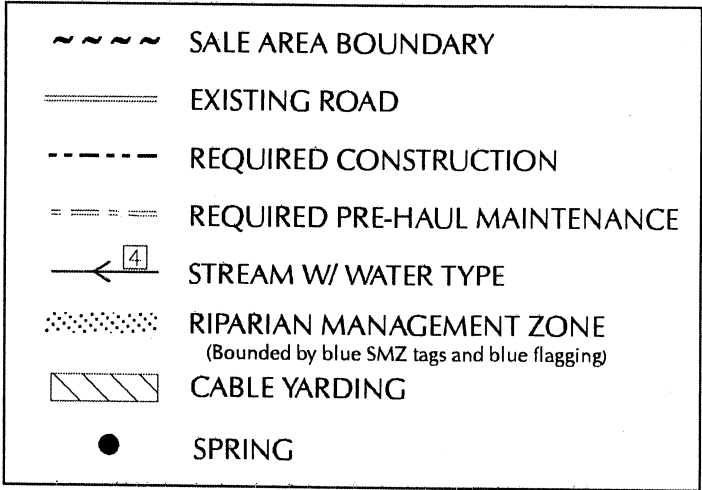 SALE AREA BOUNDARY
EXISTING ROAD
REQUIRED CONSTRUCTION
REQUIRED PRE-HAUL MAINTENANCE
4
STREAM W/ WATER TYPE
RIPARIAN MANAGEMENT ZONE
(Bounded by blue SMZ tags and blue flagging)
CABLE YARDING
SPRING